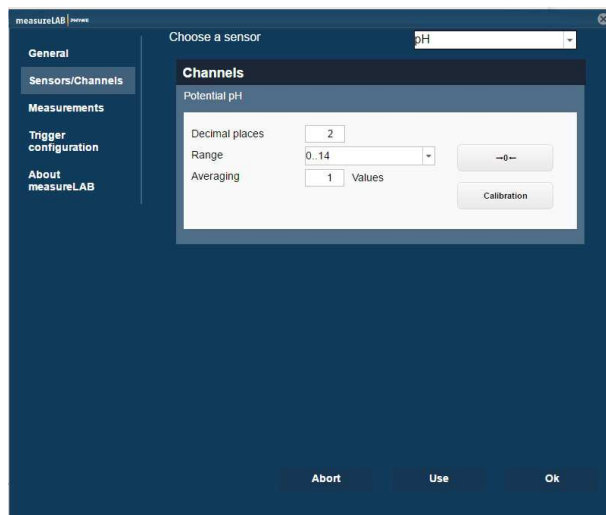 measureLAB PHYWE
Choose a sensor
pH
General
Sensors/Channels
Measurements
Trigger
configuration
About
measureLAB
Channels
Potential pH
Decimal places 2
Range 0..14
Averaging 1 Values
→0←
Calibration
Abort Use Ok